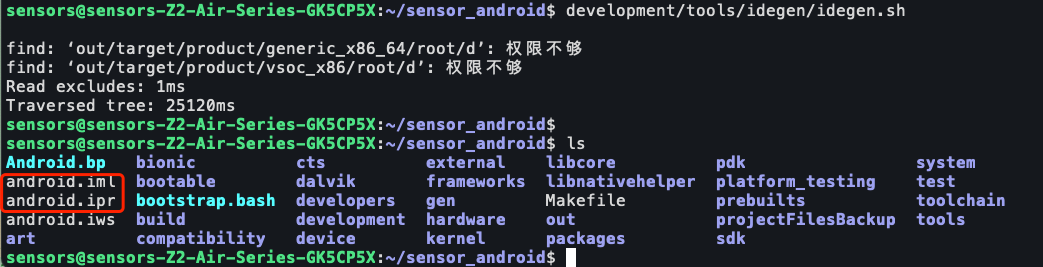 sensors@sensors-Z2-Air-Series-GK5CP5X:~/sensor_android$ development/tools/idegen/idegen.sh
find: ‘out/target/product/generic_x86_64/root/d’: 权限不够
find: ‘out/target/product/vsoc_x86/root/d’: 权限不够
Read excludes: 1ms
Traversed tree: 25120ms
sensors@sensors-Z2-Air-Series-GK5CP5X:~/sensor_android$
sensors@sensors-Z2-Air-Series-GK5CP5X:~/sensor_android$ ls
Android.bp bionic cts external libcore pdk system
android.iml bootable dalvik frameworks libnativehelper platform_testing test
android.ipr bootstrap.bash developers gen Makefile prebuilts toolchain
android.iws build development hardware out projectFilesBackup tools
art compatibility device kernel packages sdk
sensors@sensors-Z2-Air-Series-GK5CP5X:~/sensor_android$